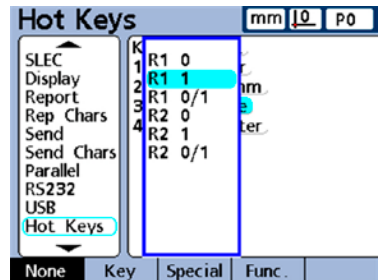 Hot Keys
mm
P0
SLEC
Display
Report
Rep Chars
Send
Send Chars
Parallel
RS232
USB
Hot Keys
K
1
2
3
4
R1 0
R1 1
R1 0/1
R2 0
R2 1
R2 0/1
None Key Special Func.